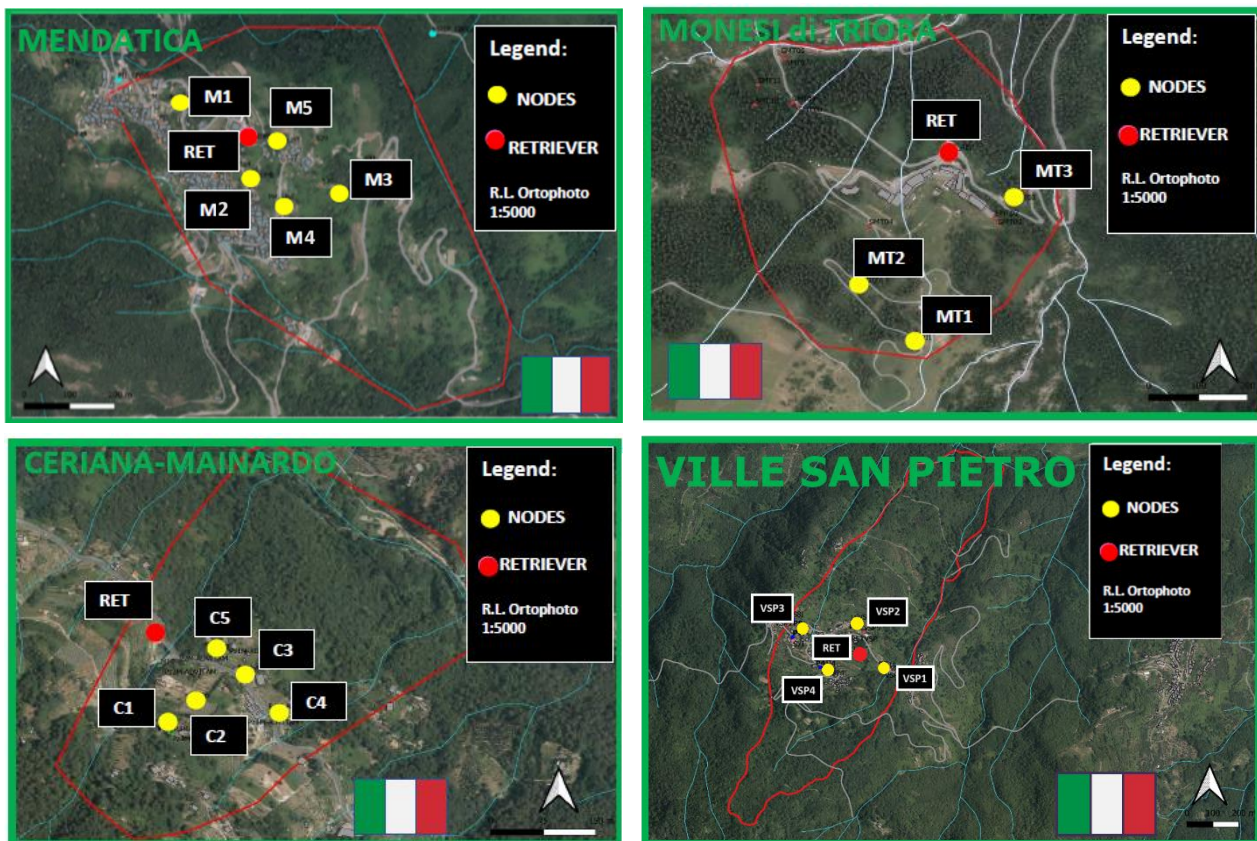 MENDATICA
Legend:
NODES
RETRIEVER
R.L. Ortophoto
1:5000
M1
M5
RET
M3
M2
M4
MONESI di TRIORA
Legend:
NODES
RETRIEVER
R.L. Ortophoto
1:5000
RET
MT3
MT2
MT1
CERIANA-MAINARDO
Legend:
NODES
RETRIEVER
R.L. Ortophoto
1:5000
RET
C5
C3
C1
C4
C2
VILLE SAN PIETRO
Legend:
NODES
RETRIEVER
R.L. Ortophoto
1:5000
VSP3
VSP2
RET
VSP4
VSP1